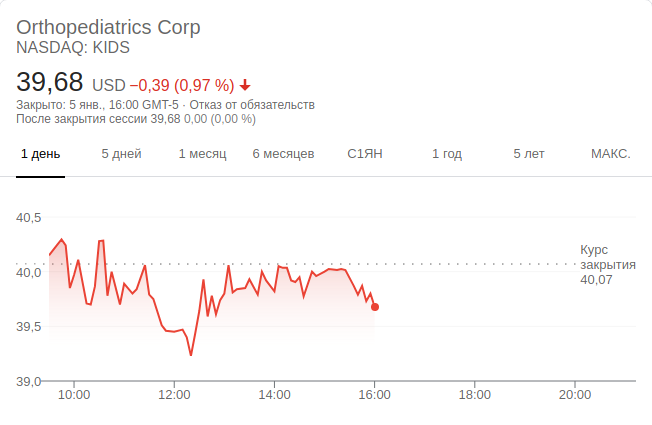 Orthopediatrics Corp
NASDAQ: KIDS
39,68 USD −0,39 (0,97 %) ↓
Закрыто: 5 янв., 16:00 GMT-5 · Отказ от обязательств
После закрытия сессии 39,68 0,00 (0,00 %)
1 день 5 дней 1 месяц 6 месяцев С1ЯН 1 год 5 лет МАКС.
40,5
Курс
закрытия
40,07
40,0
39,5
39,0
10:00 12:00 14:00 16:00 18:00 20:00